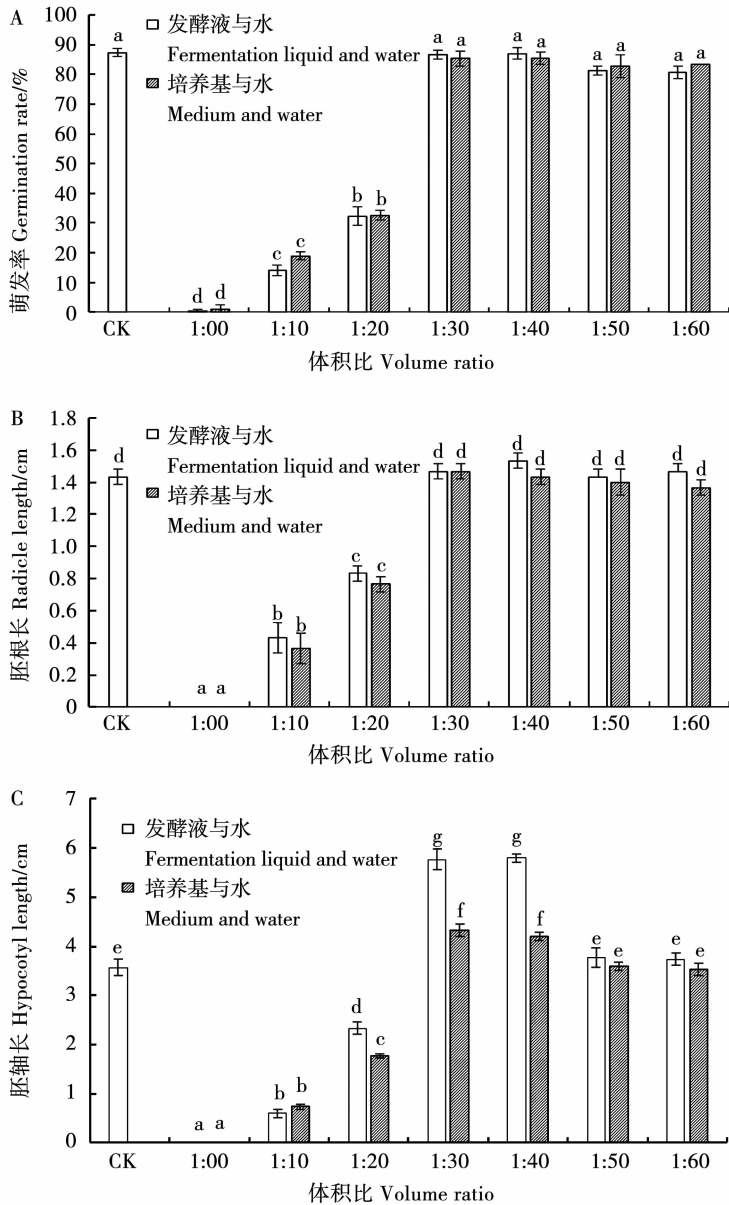 A
萌发率 Germination rate/%
100
90
80
70
60
50
40
30
20
10
0
发酵液与水
Fermentation liquid and water
培养基与水
Medium and water
a d d c c b b a a a a a a a a
CK 1:00 1:10 1:20 1:30 1:40 1:50 1:60
体积比 Volume ratio
B
胚根长 Radicle length/cm
1.8
1.6
1.4
1.2
1.0
0.8
0.6
0.4
0.2
0
发酵液与水
Fermentation liquid and water
培养基与水
Medium and water
d a a b b c c d d d d d d d d
CK 1:00 1:10 1:20 1:30 1:40 1:50 1:60
体积比 Volume ratio
C
胚轴长 Hypocotyl length/cm
7
6
5
4
3
2
1
0
发酵液与水
Fermentation liquid and water
培养基与水
Medium and water
e a a b b d c g f g f e e e e
CK 1:00 1:10 1:20 1:30 1:40 1:50 1:60
体积比 Volume ratio